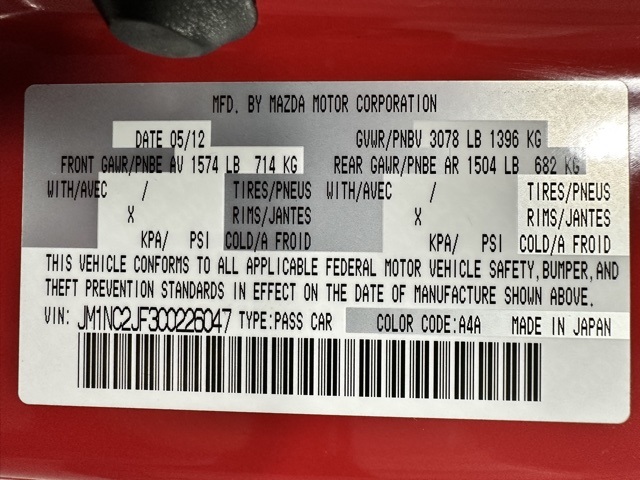 MFD. BY MAZDA MOTOR CORPORATION
DATE 05/12 GVWR/PNBV 3078 LB 1396 KG
FRONT GAWR/PNBE AV 1574 LB 714 KG REAR GAWR/PNBE AR 1504 LB 682 KG
WITH/AVEC / TIRES/PNEUS WITH/AVEC / TIRES/PNEUS
X RIMS/JANTES X RIMS/JANTES
KPA/ PSI COLD/A FROID KPA/ PSI COLD/A FROID
THIS VEHICLE CONFORMS TO ALL APPLICABLE FEDERAL MOTOR VEHICLE SAFETY,BUMPER,AND
THEFT PREVENTION STANDARDS IN EFFECT ON THE DATE OF MANUFACTURE SHOWN ABOVE.
VIN: JM1NC2JF300226047 TYPE:PASS CAR COLOR CODE:A4A MADE IN JAPAN